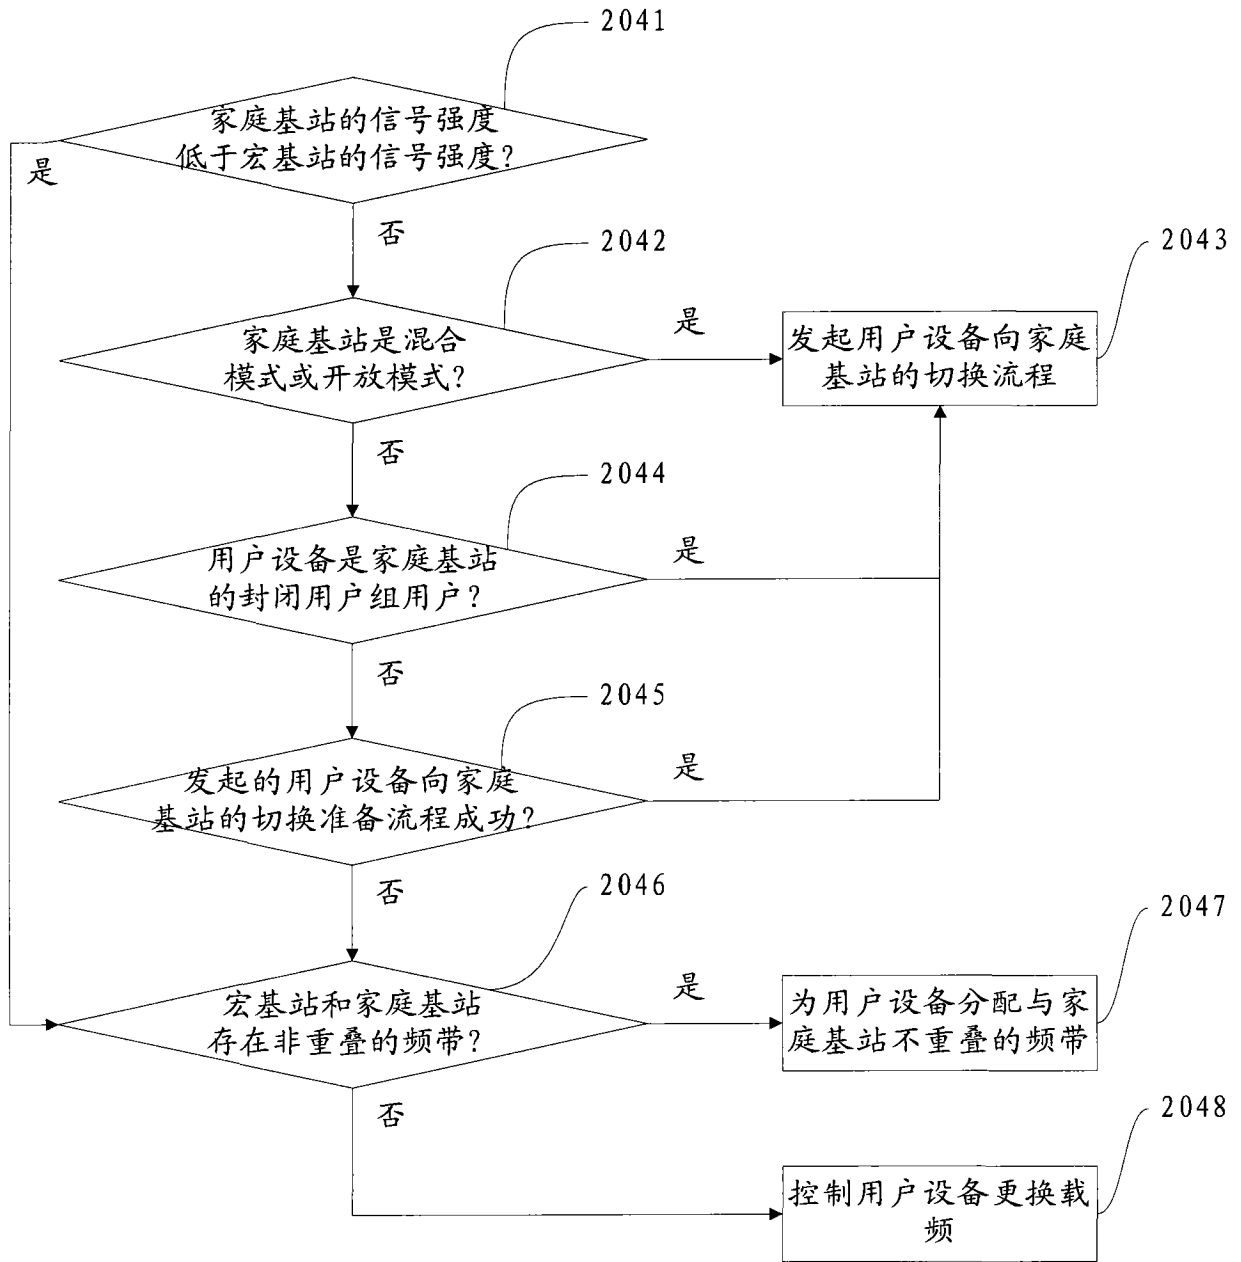 2041
家庭基站的信号强度
低于宏基站的信号强度?
是
否
2042
家庭基站是混合
模式或开放模式?
是
2043
发起用户设备向家庭
基站的切换流程
否
2044
用户设备是家庭基站
的封闭用户组用户?
是
否
2045
发起的用户设备向家庭
基站的切换准备流程成功?
是
否
2046
宏基站和家庭基站
存在非重叠的频带?
是
2047
为用户设备分配与家
庭基站不重叠的频带
否
2048
控制用户设备更换载
频